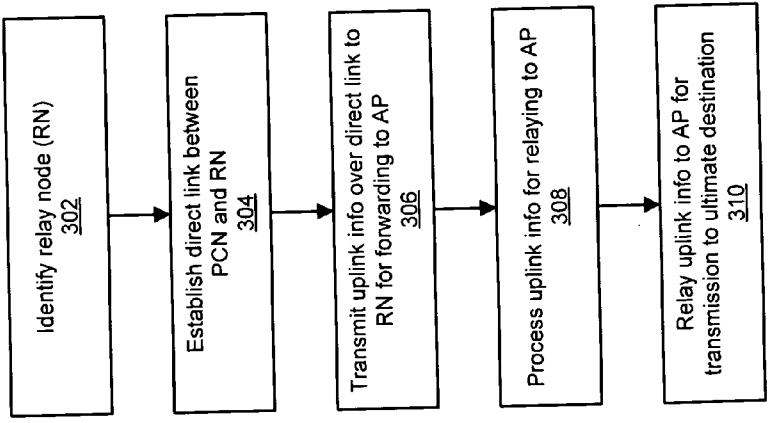 Identify relay node (RN)
302
Establish direct link between
PCN and RN
304
Transmit uplink info over direct link to
RN for forwarding to AP
306
Process uplink info for relaying to AP
308
Relay uplink info to AP for
transmission to ultimate destination
310